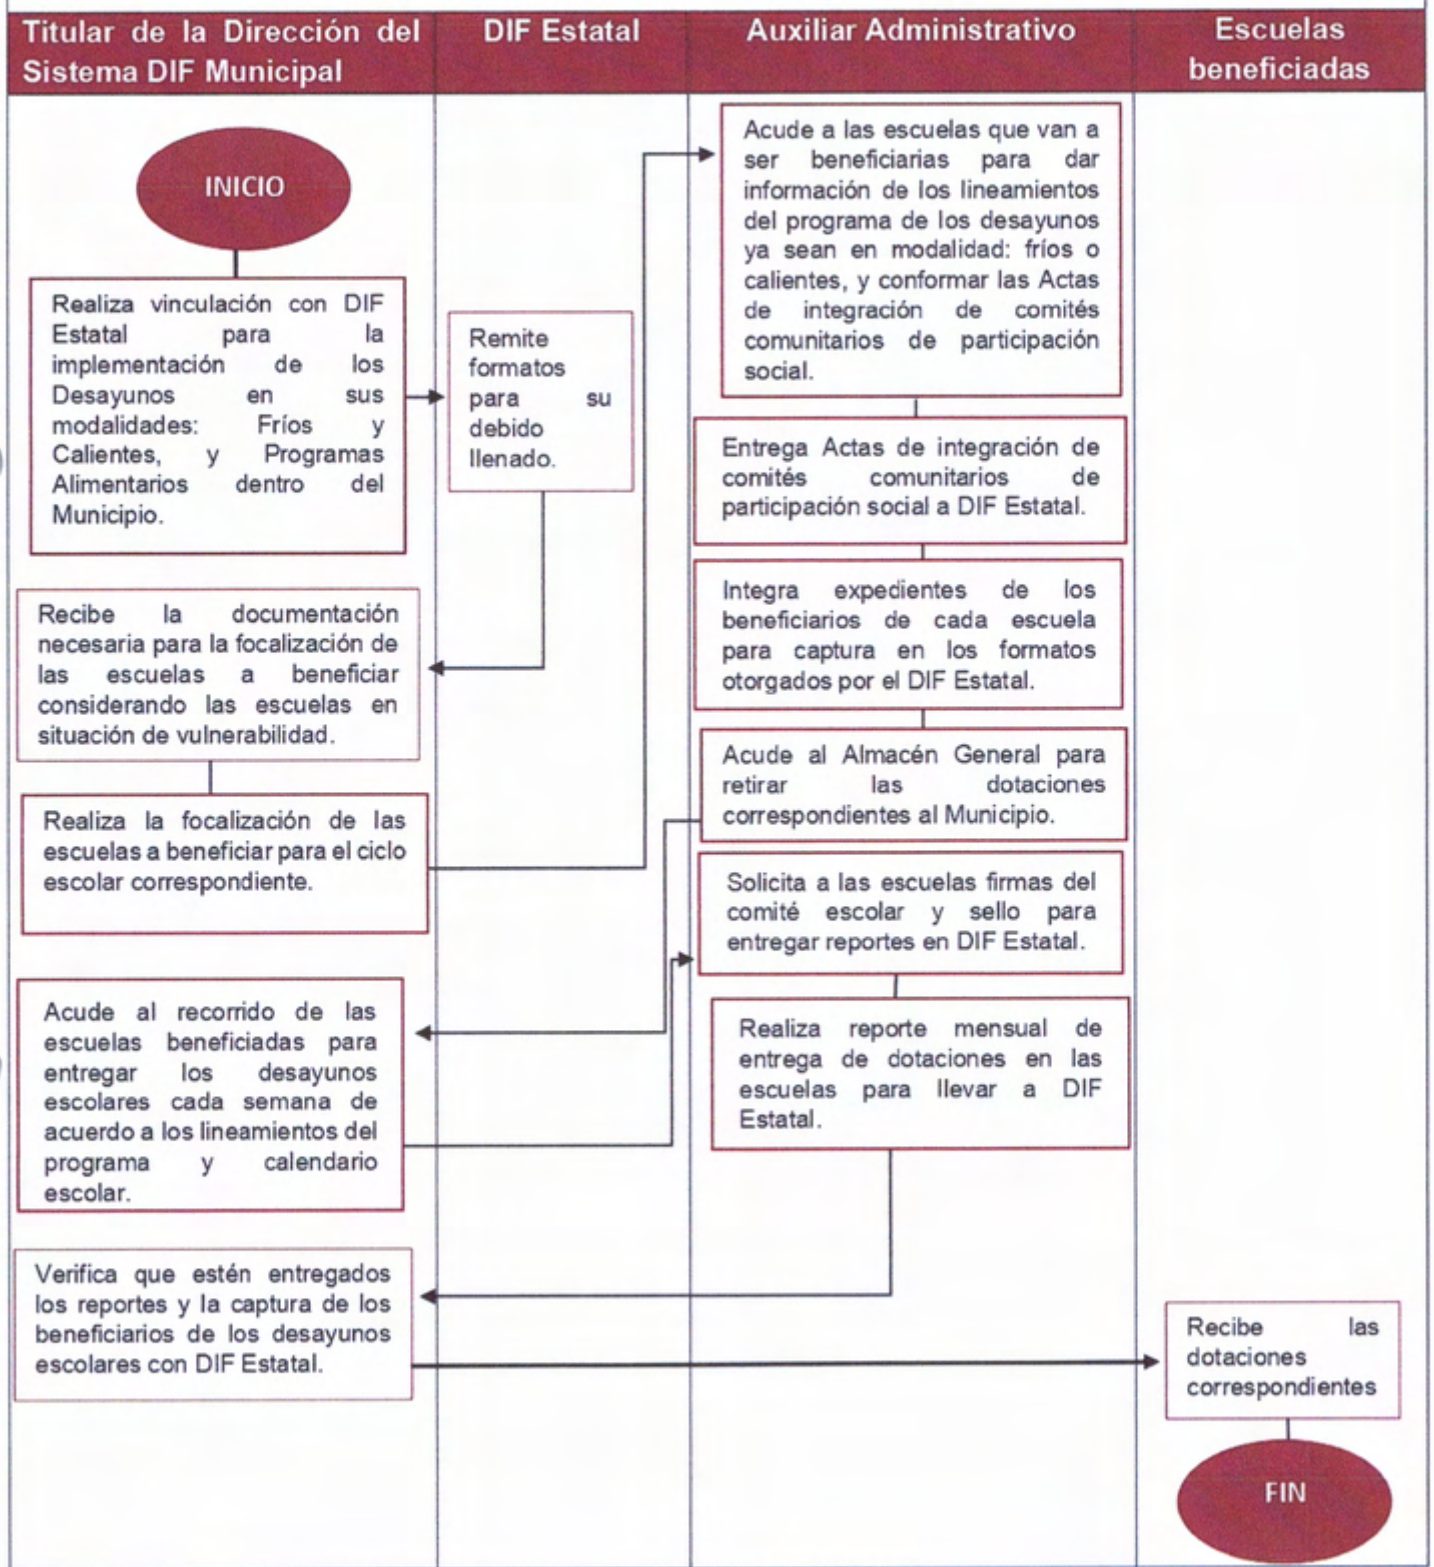 Titular de la Dirección del
Sistema DIF Municipal
DIF Estatal
Auxiliar Administrativo
Escuelas
beneficiadas
INICIO
Realiza vinculación con DIF
Estatal para la
implementación de los
Desayunos en sus
modalidades: Fríos y
Calientes, y Programas
Alimentarios dentro del
Municipio.
Remite
formatos
para su
debido
llenado.
Recibe la documentación
necesaria para la focalización de
las escuelas a beneficiar
considerando las escuelas en
situación de vulnerabilidad.
Realiza la focalización de las
escuelas a beneficiar para el ciclo
escolar correspondiente.
Acude a las escuelas que van a
ser beneficiarias para dar
información de los lineamientos
del programa de los desayunos
ya sean en modalidad: fríos o
calientes, y conformar las Actas
de integración de comités
comunitarios de participación
social.
Entrega Actas de integración de
comités comunitarios de
participación social a DIF Estatal.
Integra expedientes de los
beneficiarios de cada escuela
para captura en los formatos
otorgados por el DIF Estatal.
Acude al Almacén General para
retirar las dotaciones
correspondientes al Municipio.
Acude al recorrido de las
escuelas beneficiadas para
entregar los desayunos
escolares cada semana de
acuerdo a los lineamientos del
programa y calendario
escolar.
Solicita a las escuelas firmas del
comité escolar y sello para
entregar reportes en DIF Estatal.
Realiza reporte mensual de
entrega de dotaciones en las
escuelas para llevar a DIF
Estatal.
Verifica que estén entregados
los reportes y la captura de los
beneficiarios de los desayunos
escolares con DIF Estatal.
Recibe las
dotaciones
correspondientes
FIN